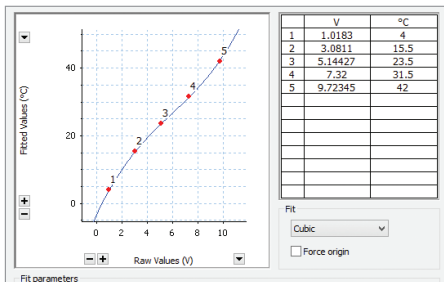 V °C
1 1.0183 4
2 3.0811 15.5
3 5.14427 23.5
4 7.32 31.5
5 9.72345 42
Fitted Values (°C)
40
20
0
1
2
3
4
5
0 2 4 6 8 10
Raw Values (V)
Fit
Cubic
Force origin
Fit parameters